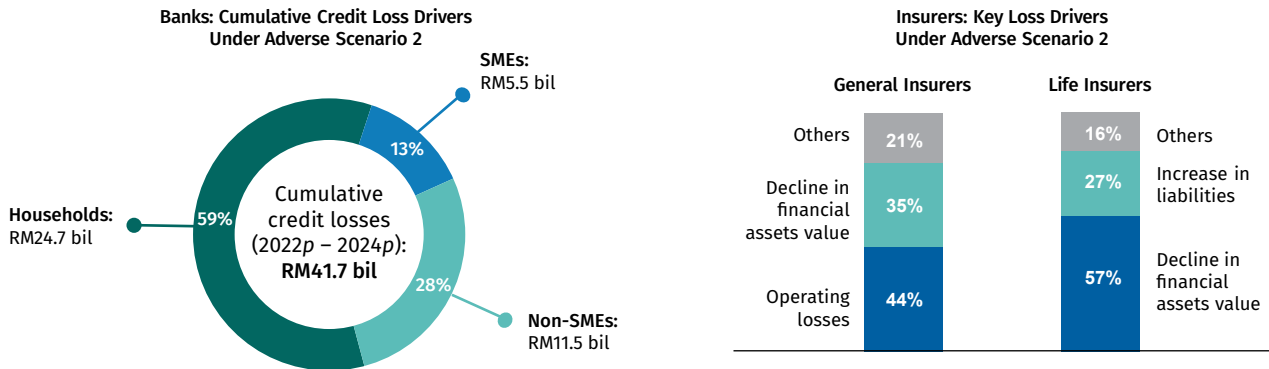 Banks: Cumulative Credit Loss Drivers
Under Adverse Scenario 2
SMEs:
RM5.5 bil
13%
Households:
RM24.7 bil
59%
Cumulative
credit losses
(2022p – 2024p):
RM41.7 bil
28%
Non-SMEs:
RM11.5 bil
Insurers: Key Loss Drivers
Under Adverse Scenario 2
General Insurers
Others
21%
Decline in
financial
assets value
35%
Operating
losses
44%
Life Insurers
16%
Others
27%
Increase in
liabilities
57%
Decline in
financial
assets value